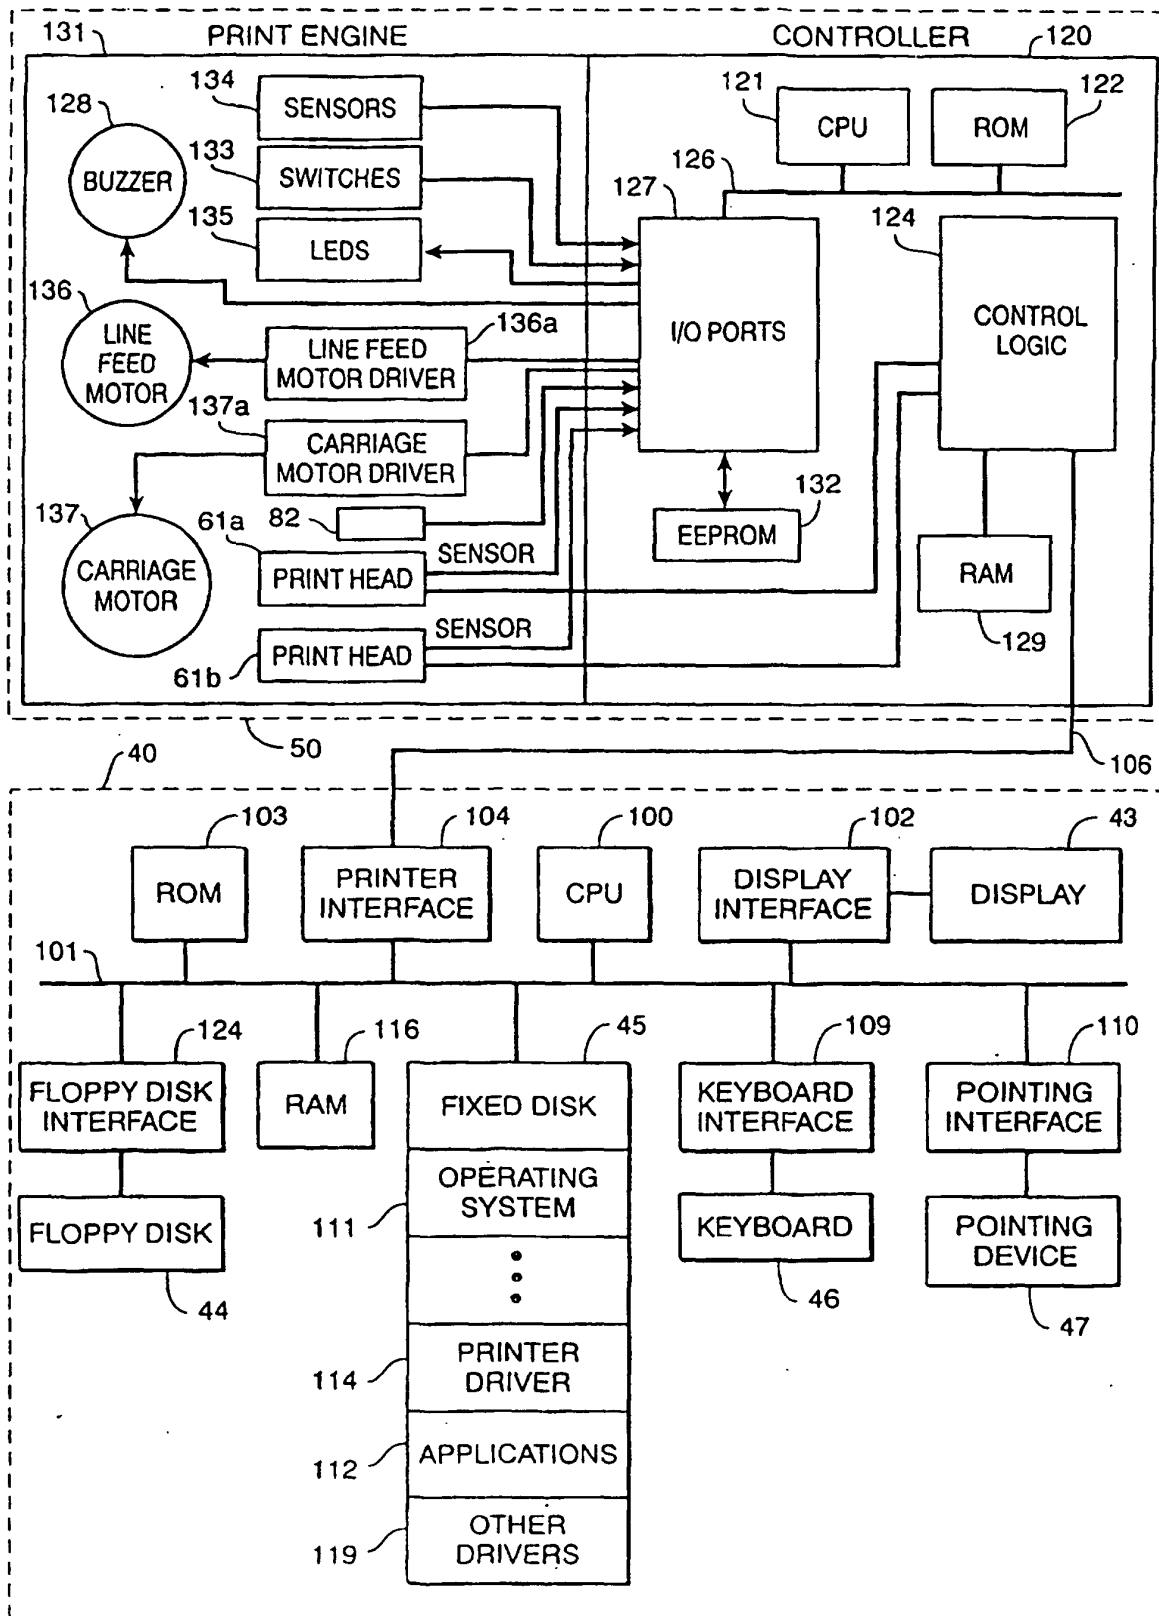 131
PRINT ENGINE
CONTROLLER
120
134
SENSORS
128
BUZZER
133
SWITCHES
135
LEDS
121
CPU
122
ROM
126
127
I/O PORTS
124
CONTROL
LOGIC
136
LINE
FEED
MOTOR
136a
LINE FEED
MOTOR DRIVER
137a
CARRIAGE
MOTOR DRIVER
137
CARRIAGE
MOTOR
82
61a
SENSOR
PRINT HEAD
SENSOR
PRINT HEAD
61b
132
EEPROM
RAM
129
50
106
40
103
ROM
104
PRINTER
INTERFACE
100
CPU
102
DISPLAY
INTERFACE
43
DISPLAY
101
124
FLOPPY DISK
INTERFACE
FLOPPY DISK
44
116
RAM
45
FIXED DISK
OPERATING
SYSTEM
111
PRINTER
DRIVER
114
APPLICATIONS
112
OTHER
DRIVERS
119
109
KEYBOARD
INTERFACE
KEYBOARD
46
110
POINTING
INTERFACE
POINTING
DEVICE
47